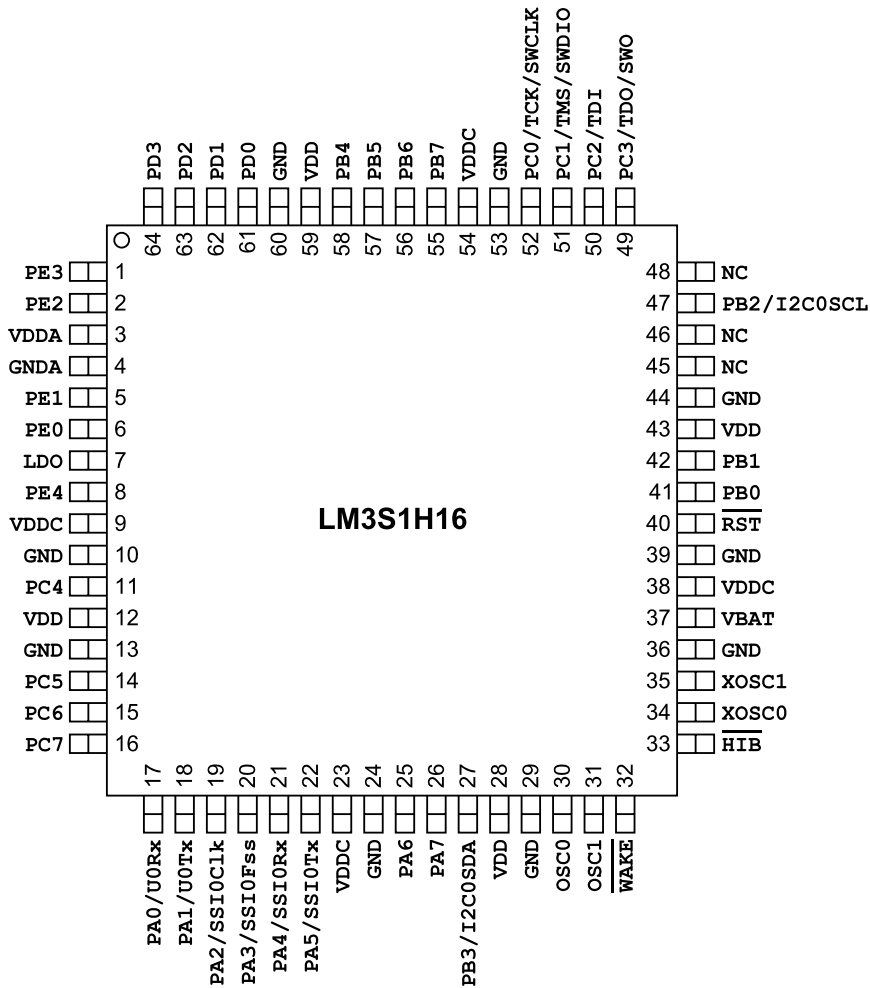 PD3
PD2
PD1
PD0
GND
VDD
PB4
PB5
PB6
PB7
VDDC
GND
PC0/TCK/SWCLK
PC1/TMS/SWDIO
PC2/TDI
PC3/TDO/SWO
64
63
62
61
60
59
58
57
56
55
54
53
52
51
50
49
PE3 1
PE2 2
VDDA 3
GNDA 4
PE1 5
PE0 6
LDO 7
PE4 8
VDDC 9
GND 10
PC4 11
VDD 12
GND 13
PC5 14
PC6 15
PC7 16
LM3S1H16
48 NC
47 PB2/I2C0SCL
46 NC
45 NC
44 GND
43 VDD
42 PB1
41 PB0
40 RST
39 GND
38 VDDC
37 VBAT
36 GND
35 XOSC1
34 XOSC0
33 HIB
17
18
19
20
21
22
23
24
25
26
27
28
29
30
31
32
PA0/U0Rx
PA1/U0Tx
PA2/SSI0Clk
PA3/SSI0Fss
PA4/SSI0Rx
PA5/SSI0Tx
VDDC
GND
PA6
PA7
PB3/I2C0SDA
VDD
GND
OSC0
OSC1
WAKE